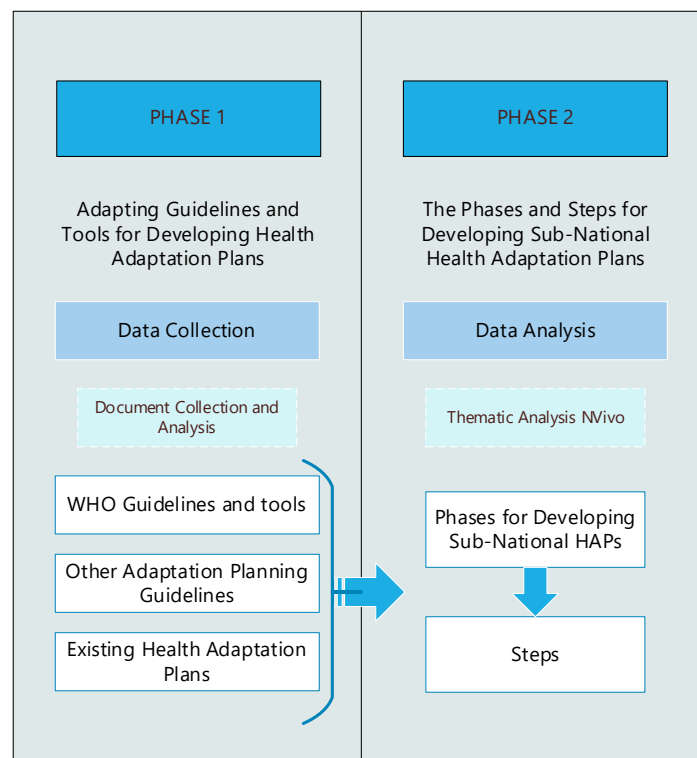 PHASE 1
Adapting Guidelines and
Tools for Developing Health
Adaptation Plans
Data Collection
Document Collection and
Analysis
WHO Guidelines and tools
Other Adaptation Planning
Guidelines
Existing Health Adaptation
Plans
PHASE 2
The Phases and Steps for
Developing Sub-National
Health Adaptation Plans
Data Analysis
Thematic Analysis NVivo
Phases for Developing
Sub-National HAPs
Steps